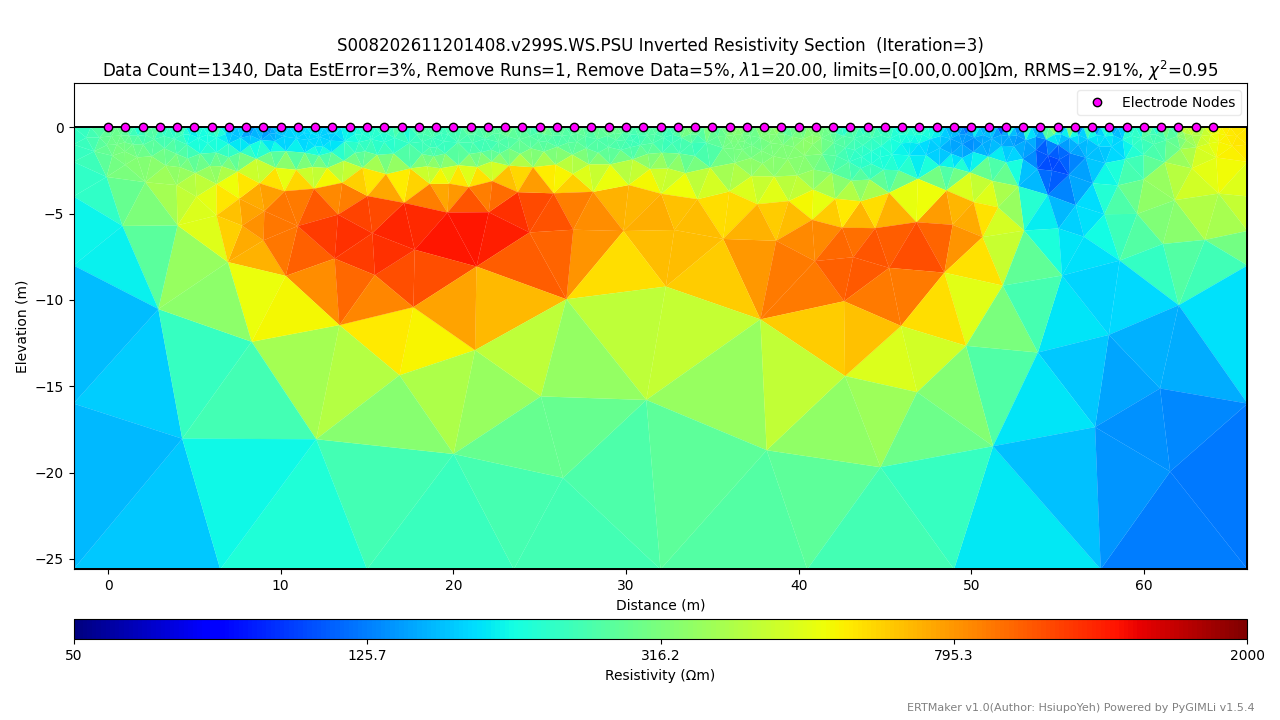 S008202611201408.v299S.WS.PSU Inverted Resistivity Section (Iteration=3)
Data Count=1340, Data EstError=3%, Remove Runs=1, Remove Data=5%, λ1=20.00, limits=[0.00,0.00]Ωm, RRMS=2.91%, χ²=0.95
Electrode Nodes
Elevation (m)
0
−5
−10
−15
−20
−25
0 10 20 30 40 50 60
Distance (m)
50 125.7 316.2 795.3 2000
Resistivity (Ωm)
ERTMaker v1.0(Author: HsiupoYeh) Powered by PyGIMLi v1.5.4